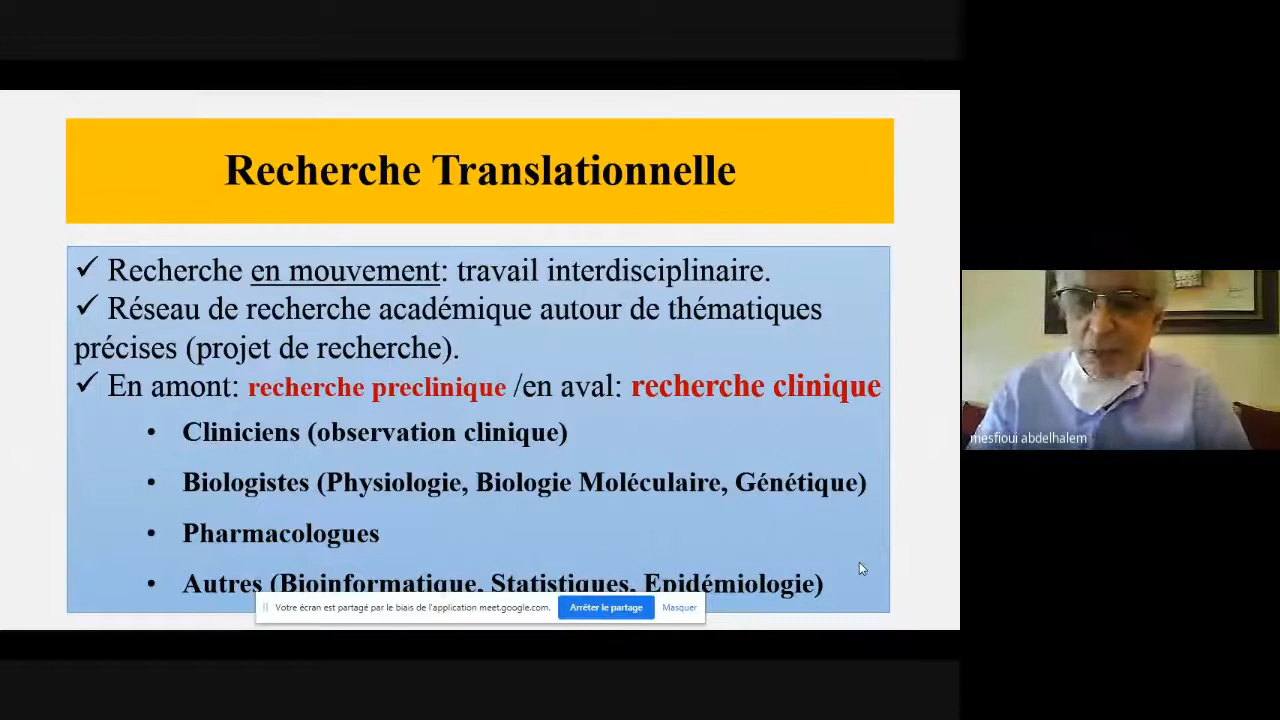 Recherche Translationnelle
✓ Recherche en mouvement: travail interdisciplinaire.
✓ Réseau de recherche académique autour de thématiques
précises (projet de recherche).
✓ En amont: recherche preclinique /en aval: recherche clinique
• Cliniciens (observation clinique)
• Biologistes (Physiologie, Biologie Moléculaire, Génétique)
• Pharmacologues
• Autres (Bioinformatique, Statistiques, Epidémiologie)
Votre écran est partagé par le biais de l'application meet.google.com. Arrêter le partage Masquer
mesfioui abdelhalem